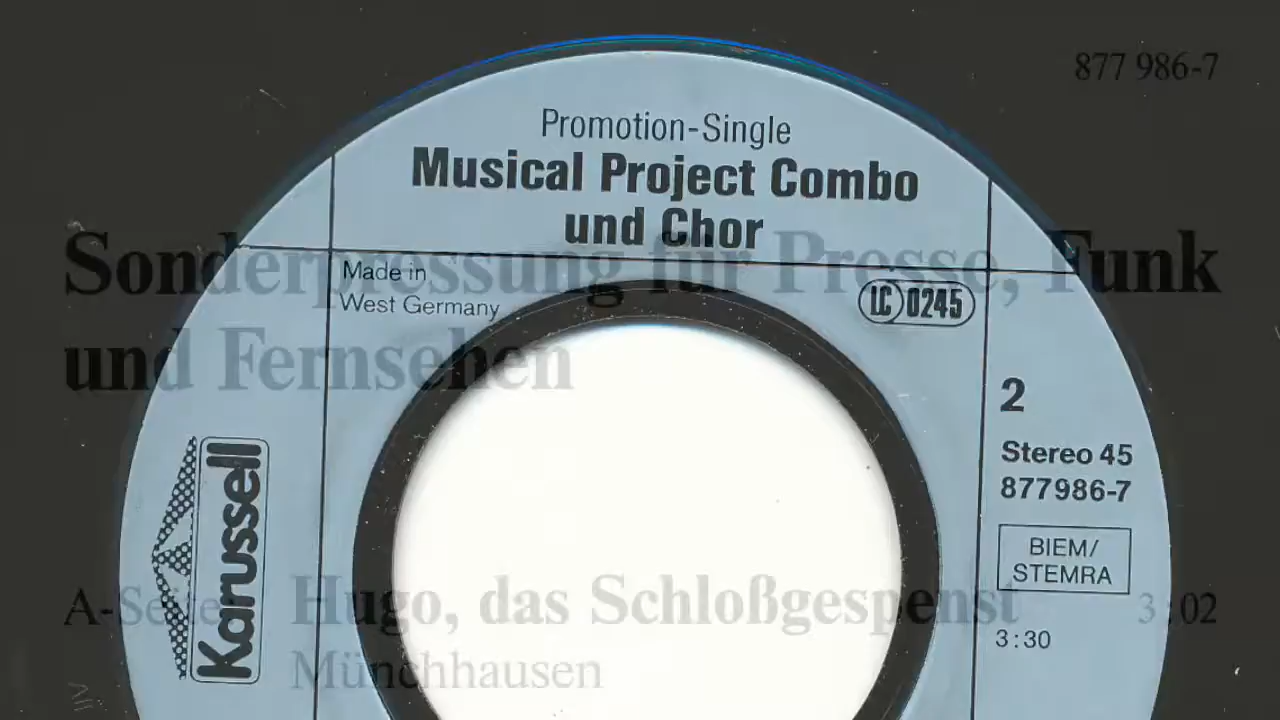 877 986-7
Promotion-Single
Musical Project Combo
und Chor
Sonderpressung für Presse, Funk
und Fernsehen
Made in
West Germany
LC 0245
2
Stereo 45
877986-7
BIEM/
STEMRA
Karussell
A-Seite Hugo, das Schloßgespenst 3:02
Münchhausen
3:30